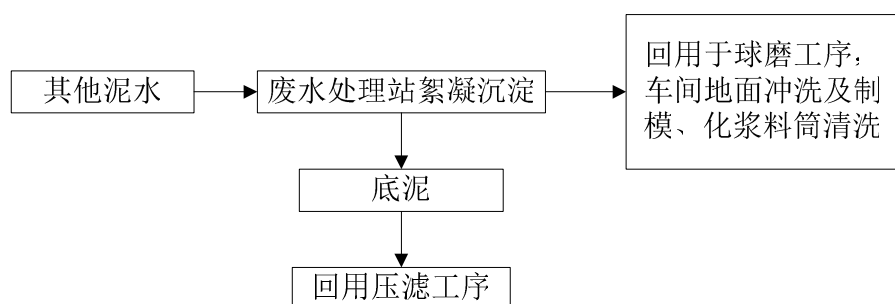 其他泥水
废水处理站絮凝沉淀
回用于球磨工序，
车间地面冲洗及制
模、化浆料筒清洗
底泥
回用压滤工序